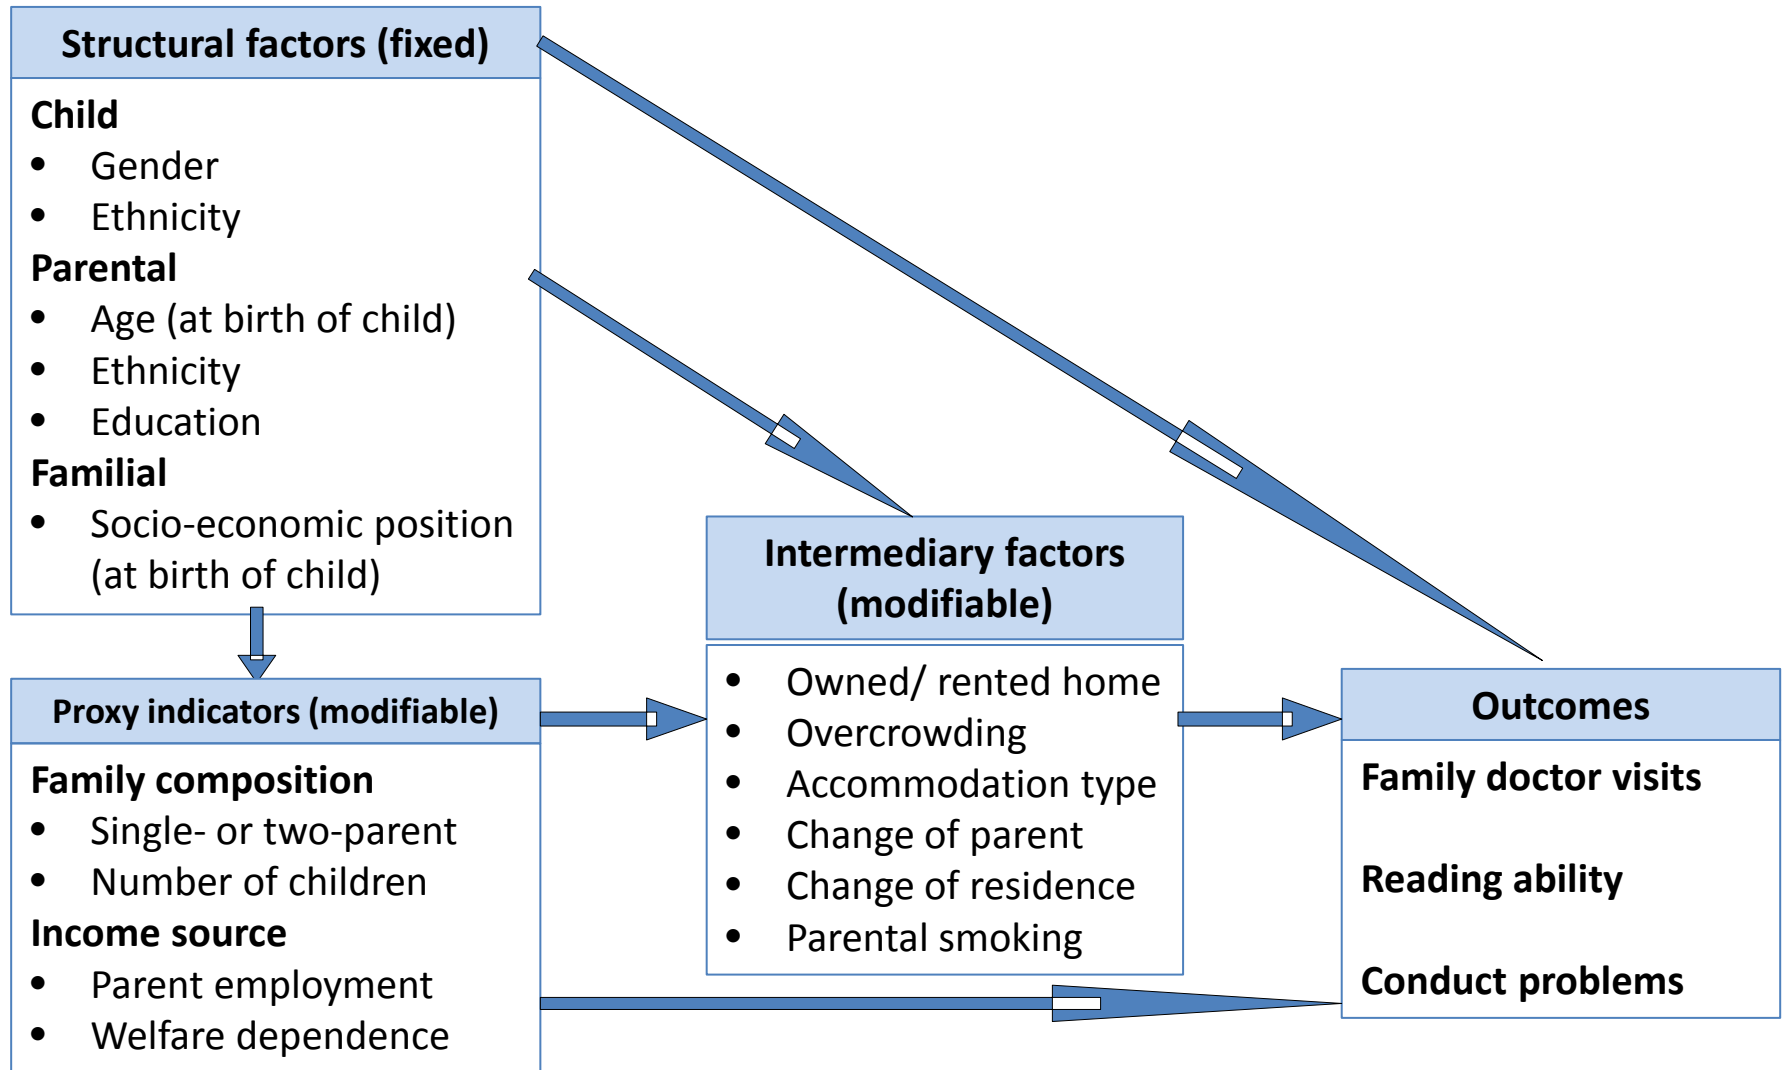 Structural factors (fixed)
Child
• Gender
• Ethnicity
Parental
• Age (at birth of child)
• Ethnicity
• Education
Familial
• Socio-economic position
(at birth of child)
Proxy indicators (modifiable)
Family composition
• Single- or two-parent
• Number of children
Income source
• Parent employment
• Welfare dependence
Intermediary factors
(modifiable)
• Owned/ rented home
• Overcrowding
• Accommodation type
• Change of parent
• Change of residence
• Parental smoking
Outcomes
Family doctor visits
Reading ability
Conduct problems